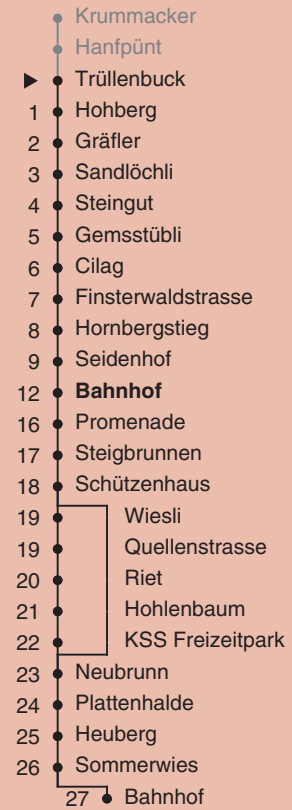 Krummacker
Hanfpünt
Trüllenbuck
1 Hohberg
2 Gräfler
3 Sandlöchli
4 Steingut
5 Gemsstübli
6 Cilag
7 Finsterwaldstrasse
8 Hornbergstieg
9 Seidenhof
12 Bahnhof
16 Promenade
17 Steigbrunnen
18 Schützenhaus
19 Wiesli
19 Quellenstrasse
20 Riet
21 Hohlenbaum
22 KSS Freizeitpark
23 Neubrunn
24 Plattenhalde
25 Heuberg
26 Sommerwies
27 Bahnhof